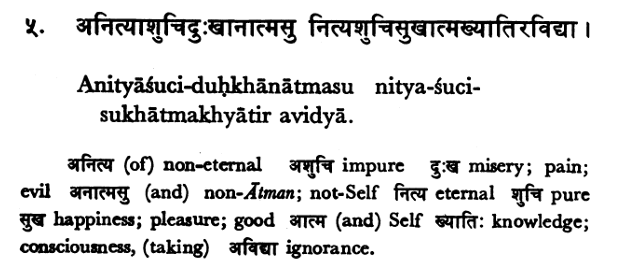 ५. अनित्याशुचिदुःखानात्मसु नित्यशुचिसुखात्मख्यातिरविद्या।
Anityāśuci-duḥkhānātmasu nitya-śuci-
sukhātmakhyātir avidyā.
अनित्य (of) non-eternal अशुचि impure दुःख misery; pain;
evil अनात्मसु (and) non-Ātman; not-Self नित्य eternal शुचि pure
सुख happiness; pleasure; good आत्म (and) Self ख्यातिः knowledge;
consciousness, (taking) अविद्या ignorance.